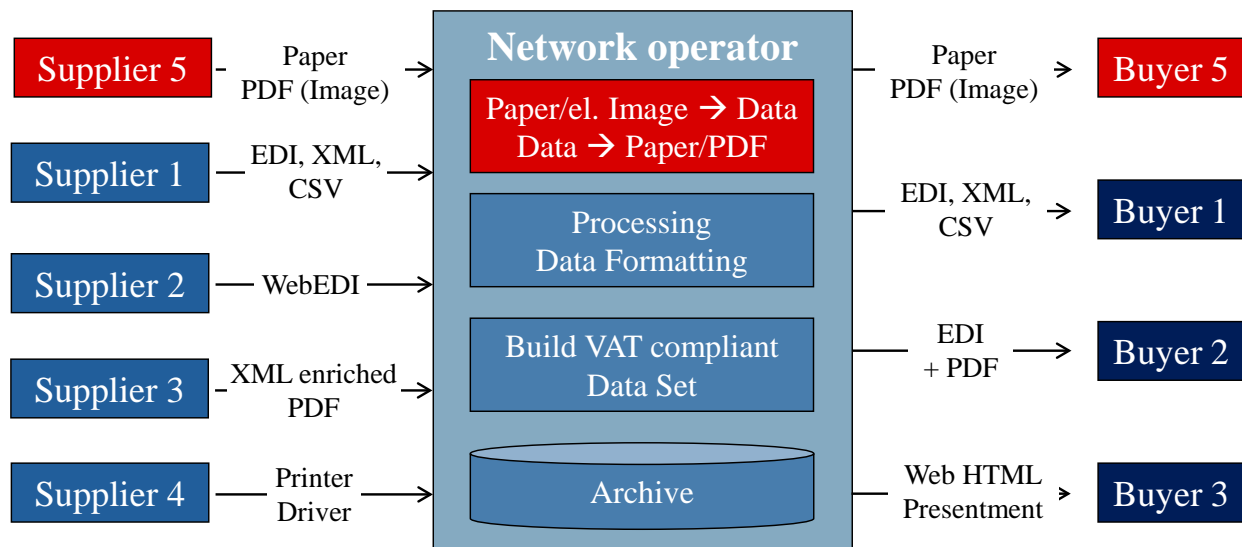 Supplier 5
Paper
PDF (Image)
Supplier 1
EDI, XML,
CSV
Supplier 2
WebEDI
Supplier 3
XML enriched
PDF
Supplier 4
Printer
Driver
Network operator
Paper/el. Image → Data
Data → Paper/PDF
Processing
Data Formatting
Build VAT compliant
Data Set
Archive
Paper
PDF (Image)
Buyer 5
EDI, XML,
CSV
Buyer 1
EDI
+ PDF
Buyer 2
Web HTML
Presentment
Buyer 3